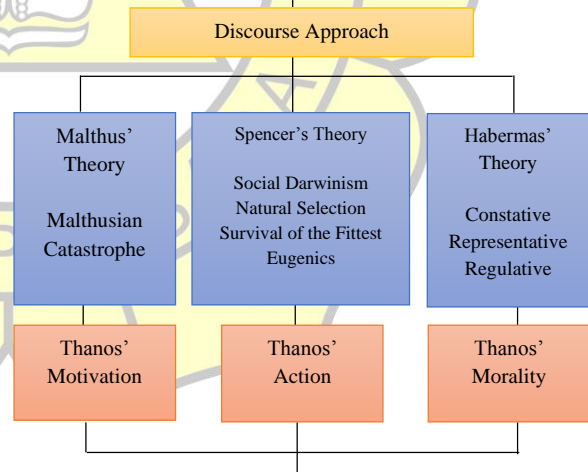 Discourse Approach
Malthus’
Theory
Malthusian
Catastrophe
Spencer’s Theory
Social Darwinism
Natural Selection
Survival of the Fittest
Eugenics
Habermas’
Theory
Constative
Representative
Regulative
Thanos’
Motivation
Thanos’
Action
Thanos’
Morality